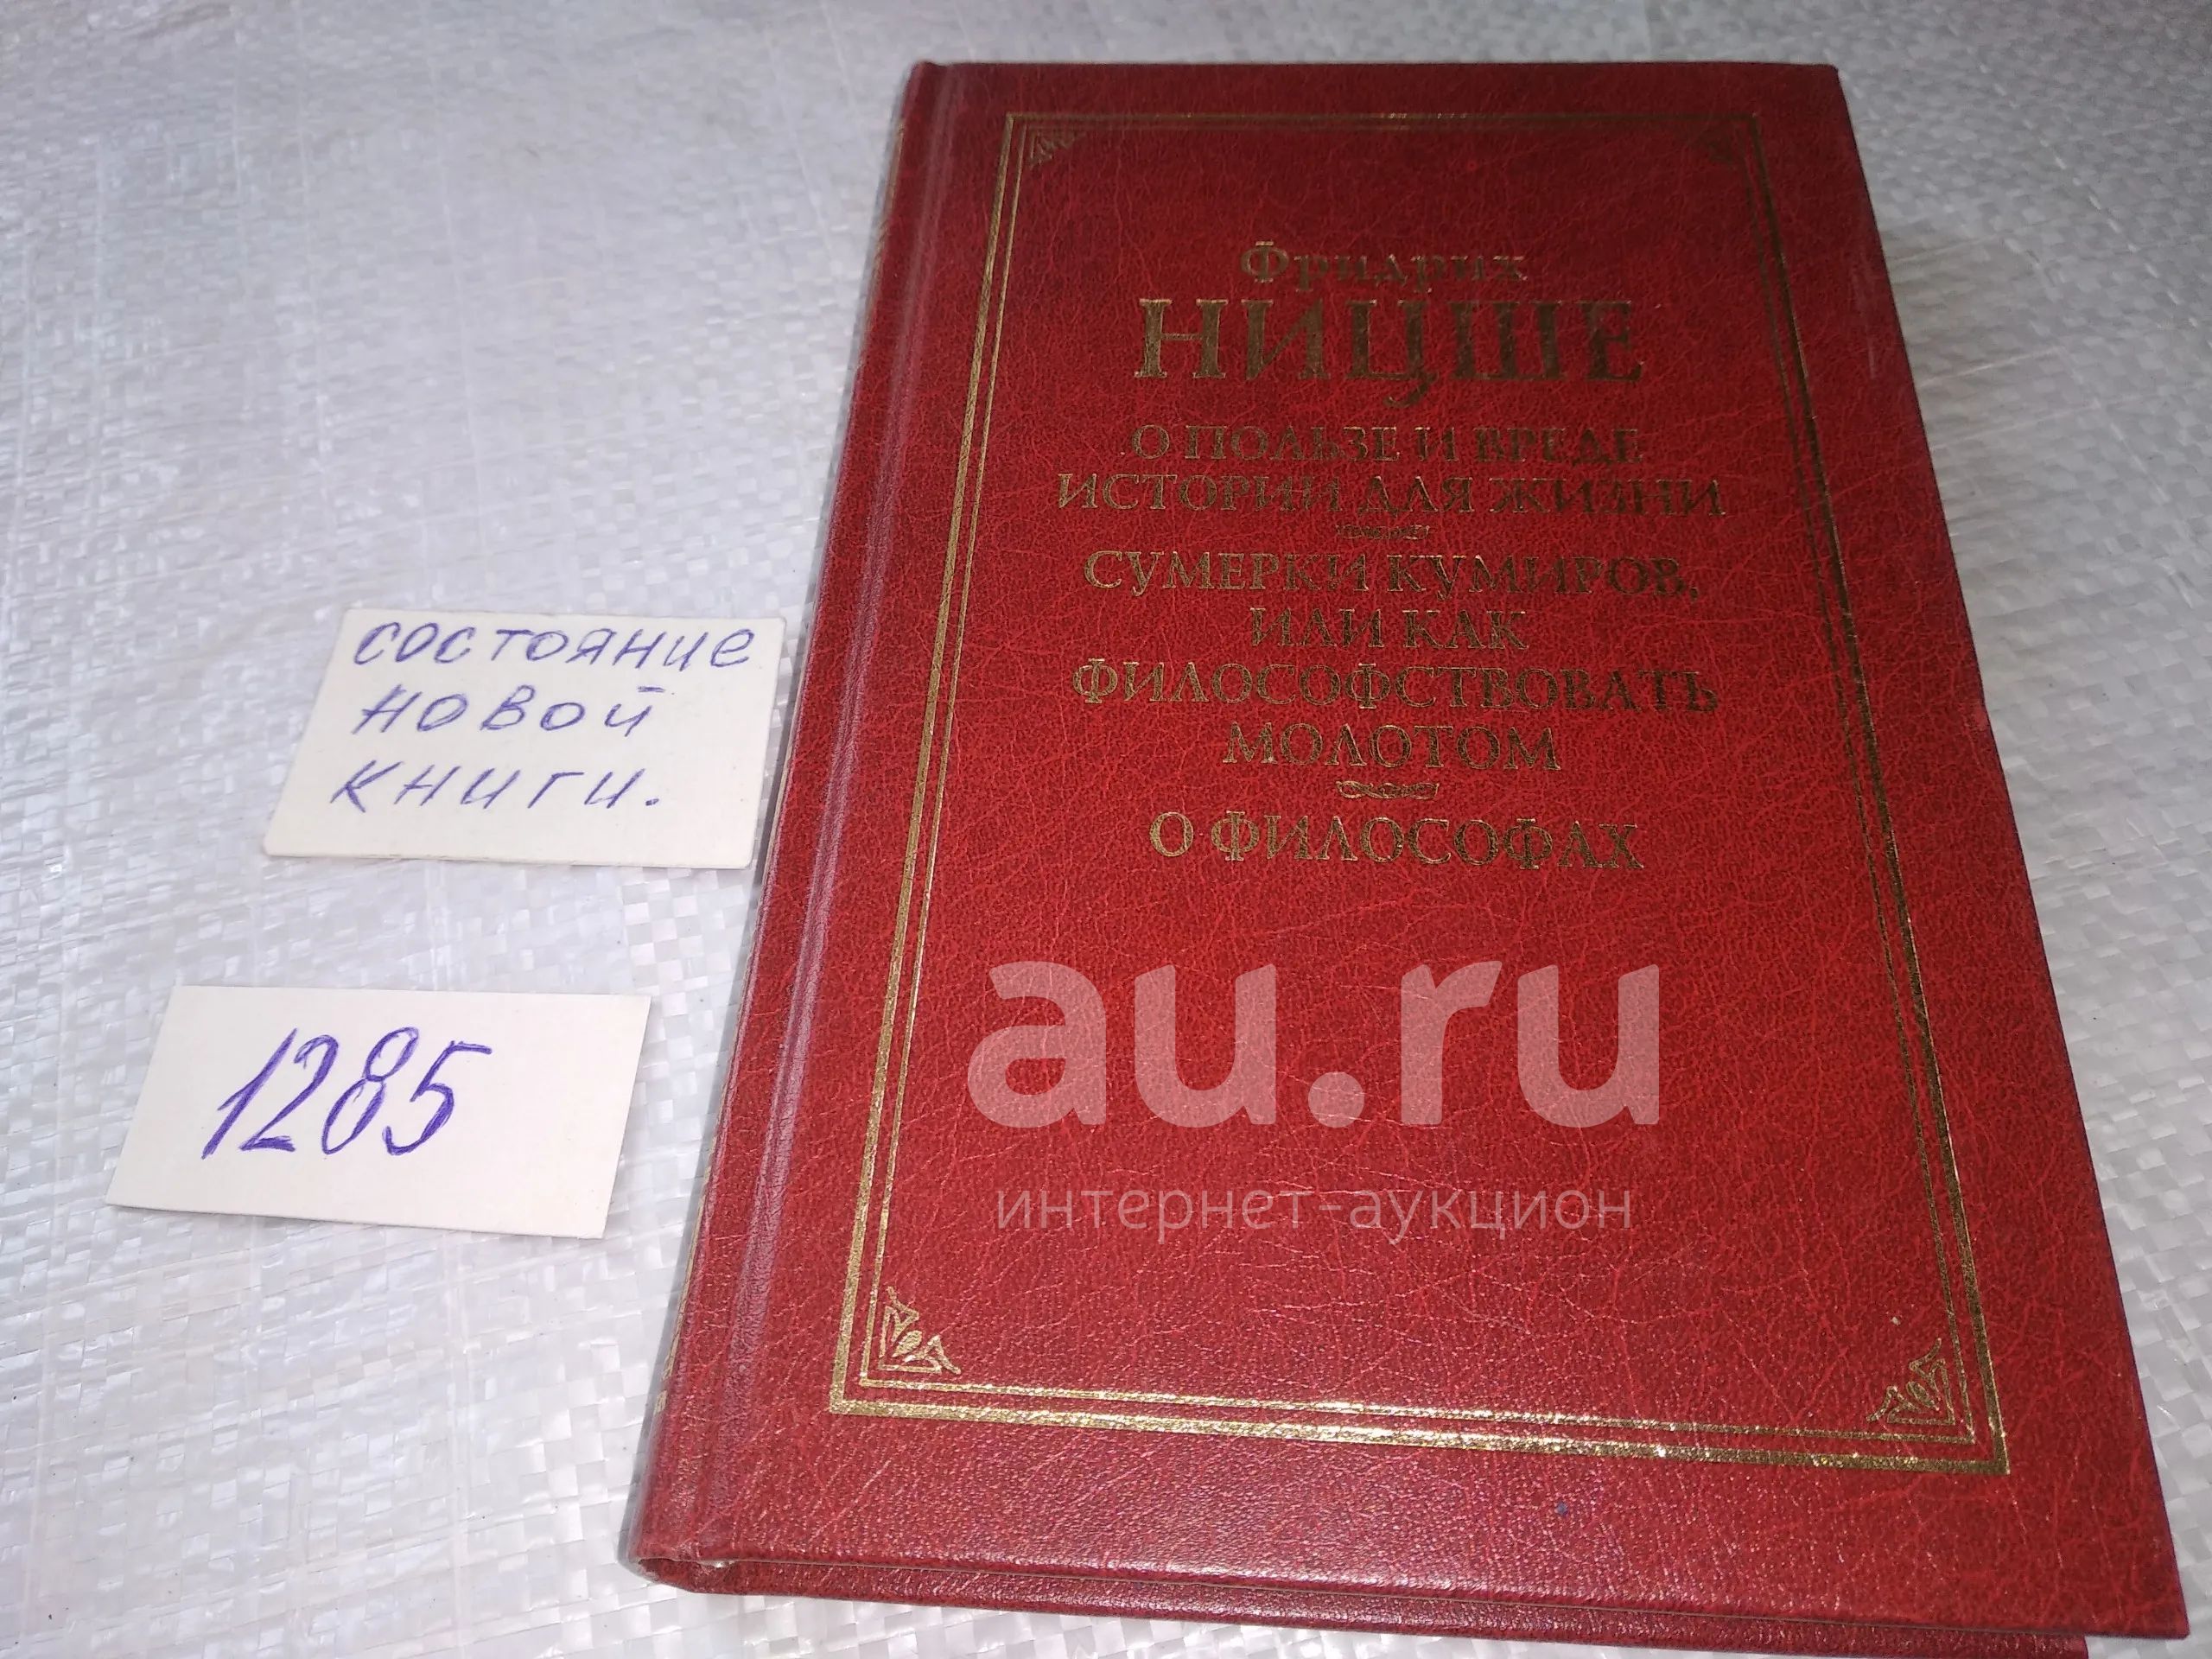 Фридрих
НИЦШЕ
О ПОЛЬЗЕ И ВРЕДЕ
ИСТОРИИ ДЛЯ ЖИЗНИ
СУМЕРКИ КУМИРОВ,
ИЛИ КАК
ФИЛОСОФСТВОВАТЬ
МОЛОТОМ
О ФИЛОСОФАХ
состояние
новой
книги.
1285
au.ru
интернет-аукцион